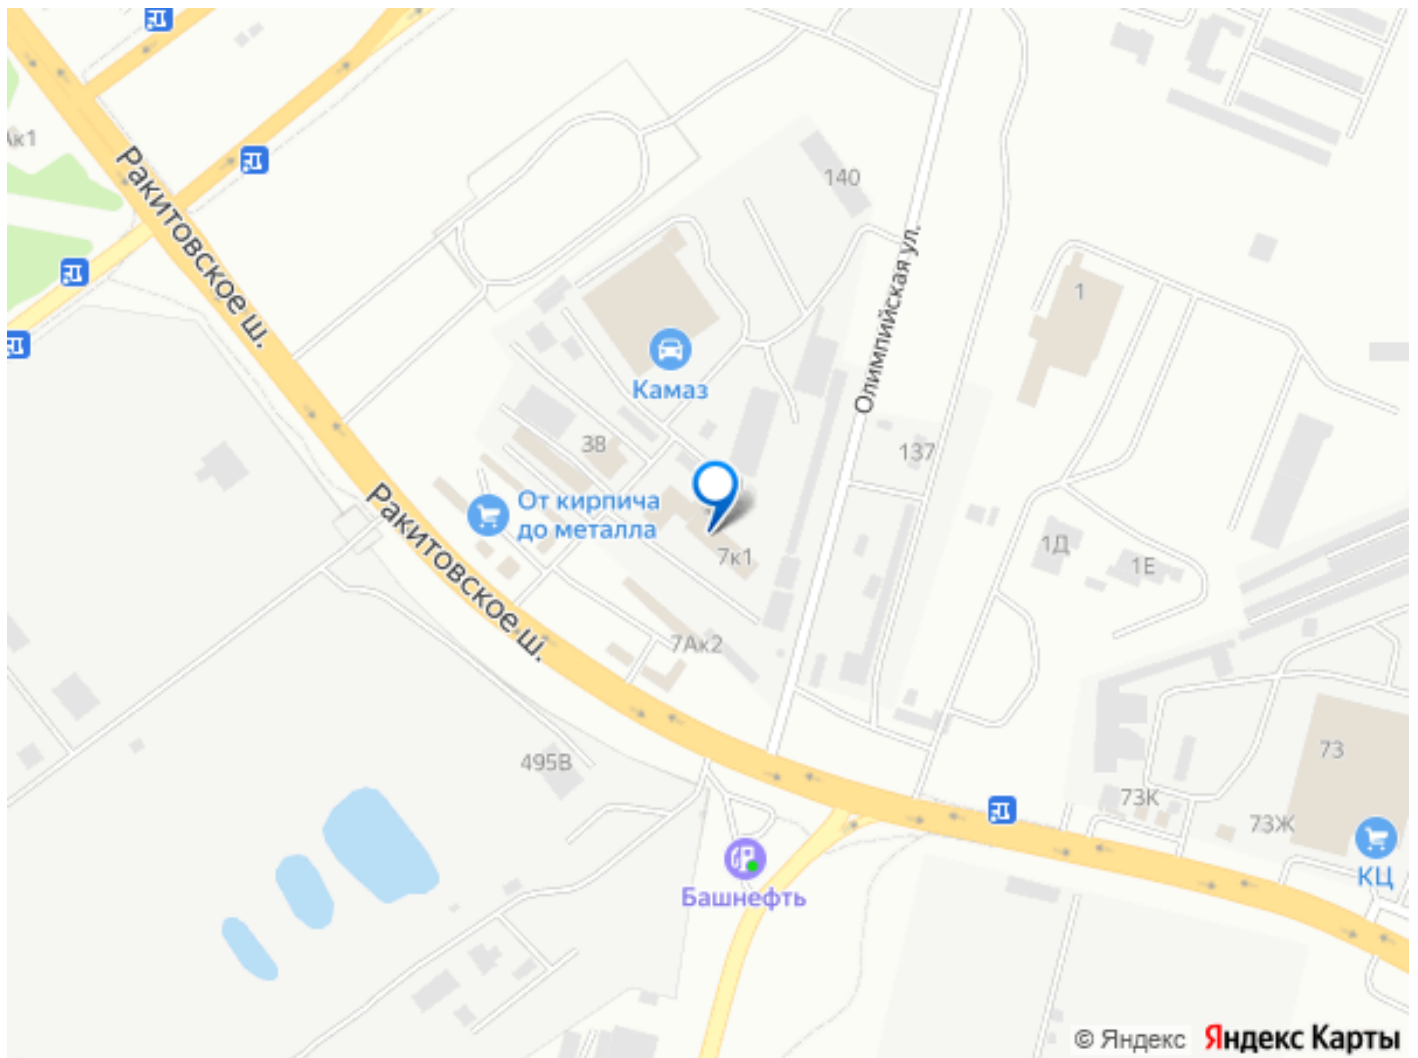 Ак1
Ракитовское ш.
140
Олимпийская ул.
1
Камаз
38
137
От кирпича
до металла
7к1
1Д
1Е
Ракитовское ш.
7Ак2
495В
73
73К
73Ж
КЦ
Башнефть
© Яндекс Яндекс Карты